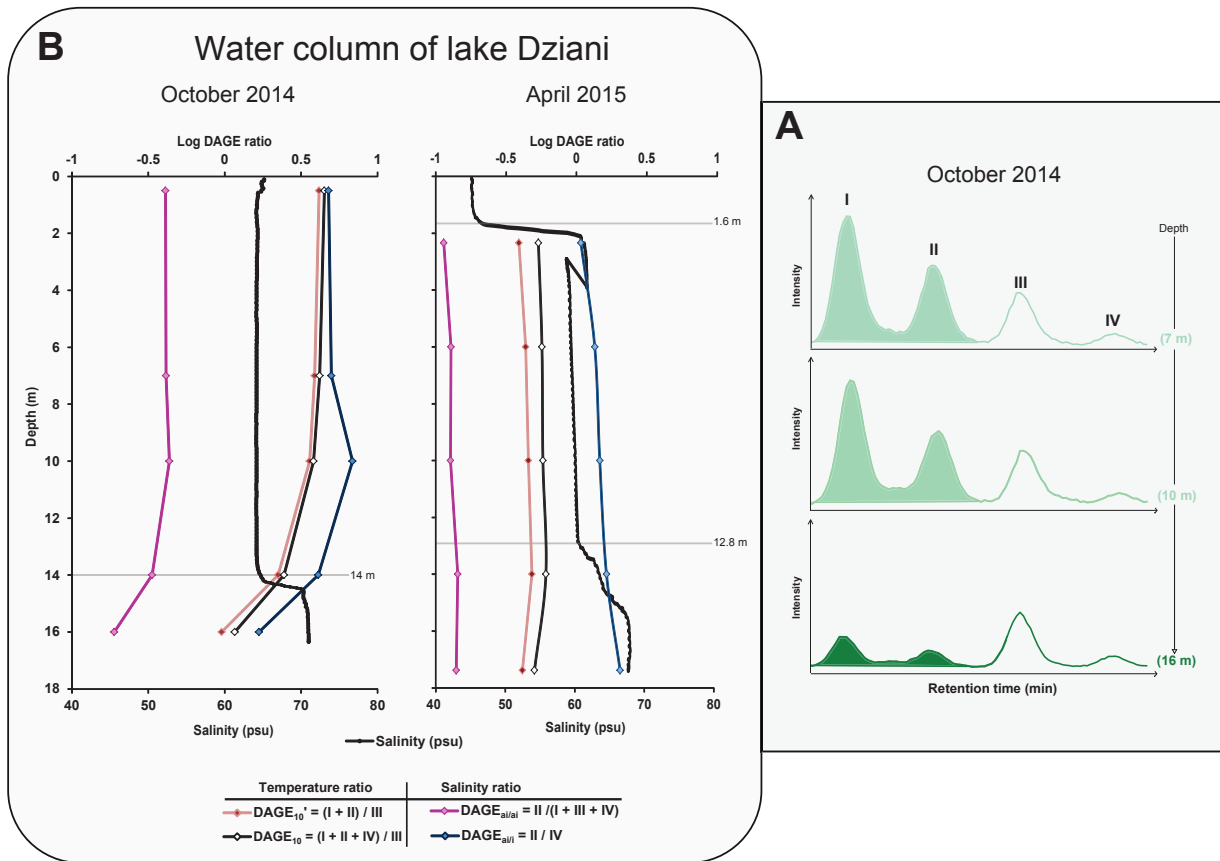 B
Water column of lake Dziani
October 2014
April 2015
Log DAGE ratio
-1 -0.4 0 0.4 1
Log DAGE ratio
-1 -0.5 0 0.5 1
0
2
4
6
8
10
12
14
16
18
Depth (m)
14 m
1.6 m
12.8 m
40 50 60 70 80
Salinity (psu)
40 50 60 70 80
Salinity (psu)
Salinity (psu)
Temperature ratio
Salinity ratio
DAGE10' = (I + II) / III
DAGEai/ai = II /(I + III + IV)
DAGE10 = (I + II + IV) / III
DAGEai/i = II / IV
A
October 2014
I
II
III
IV
Depth
Intensity
(7 m)
Intensity
(10 m)
Intensity
(16 m)
Retention time (min)